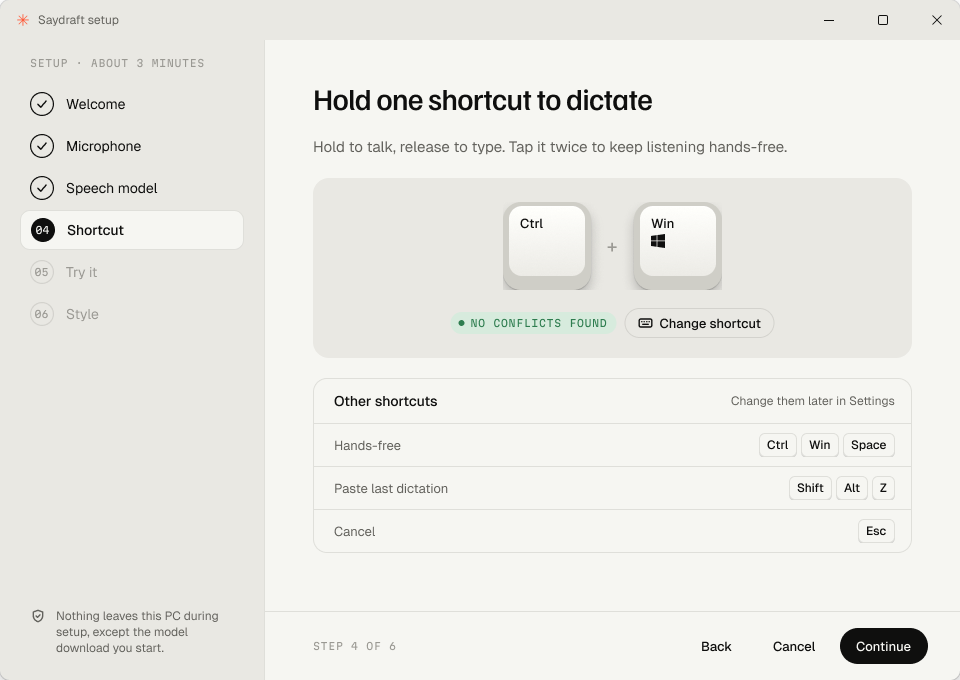 Saydraft setup
SETUP · ABOUT 3 MINUTES
Welcome
Microphone
Speech model
04 Shortcut
05 Try it
06 Style
Nothing leaves this PC during
setup, except the model
download you start.
Hold one shortcut to dictate
Hold to talk, release to type. Tap it twice to keep listening hands-free.
Ctrl + Win
NO CONFLICTS FOUND Change shortcut
Other shortcuts Change them later in Settings
Hands-free Ctrl Win Space
Paste last dictation Shift Alt Z
Cancel Esc
STEP 4 OF 6 Back Cancel Continue